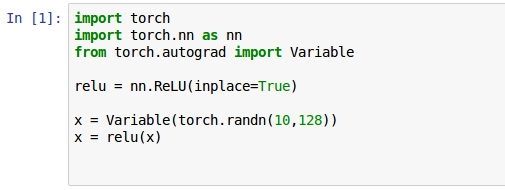 In [1]: import torch
import torch.nn as nn
from torch.autograd import Variable
relu = nn.ReLU(inplace=True)
x = Variable(torch.randn(10,128))
x = relu(x)